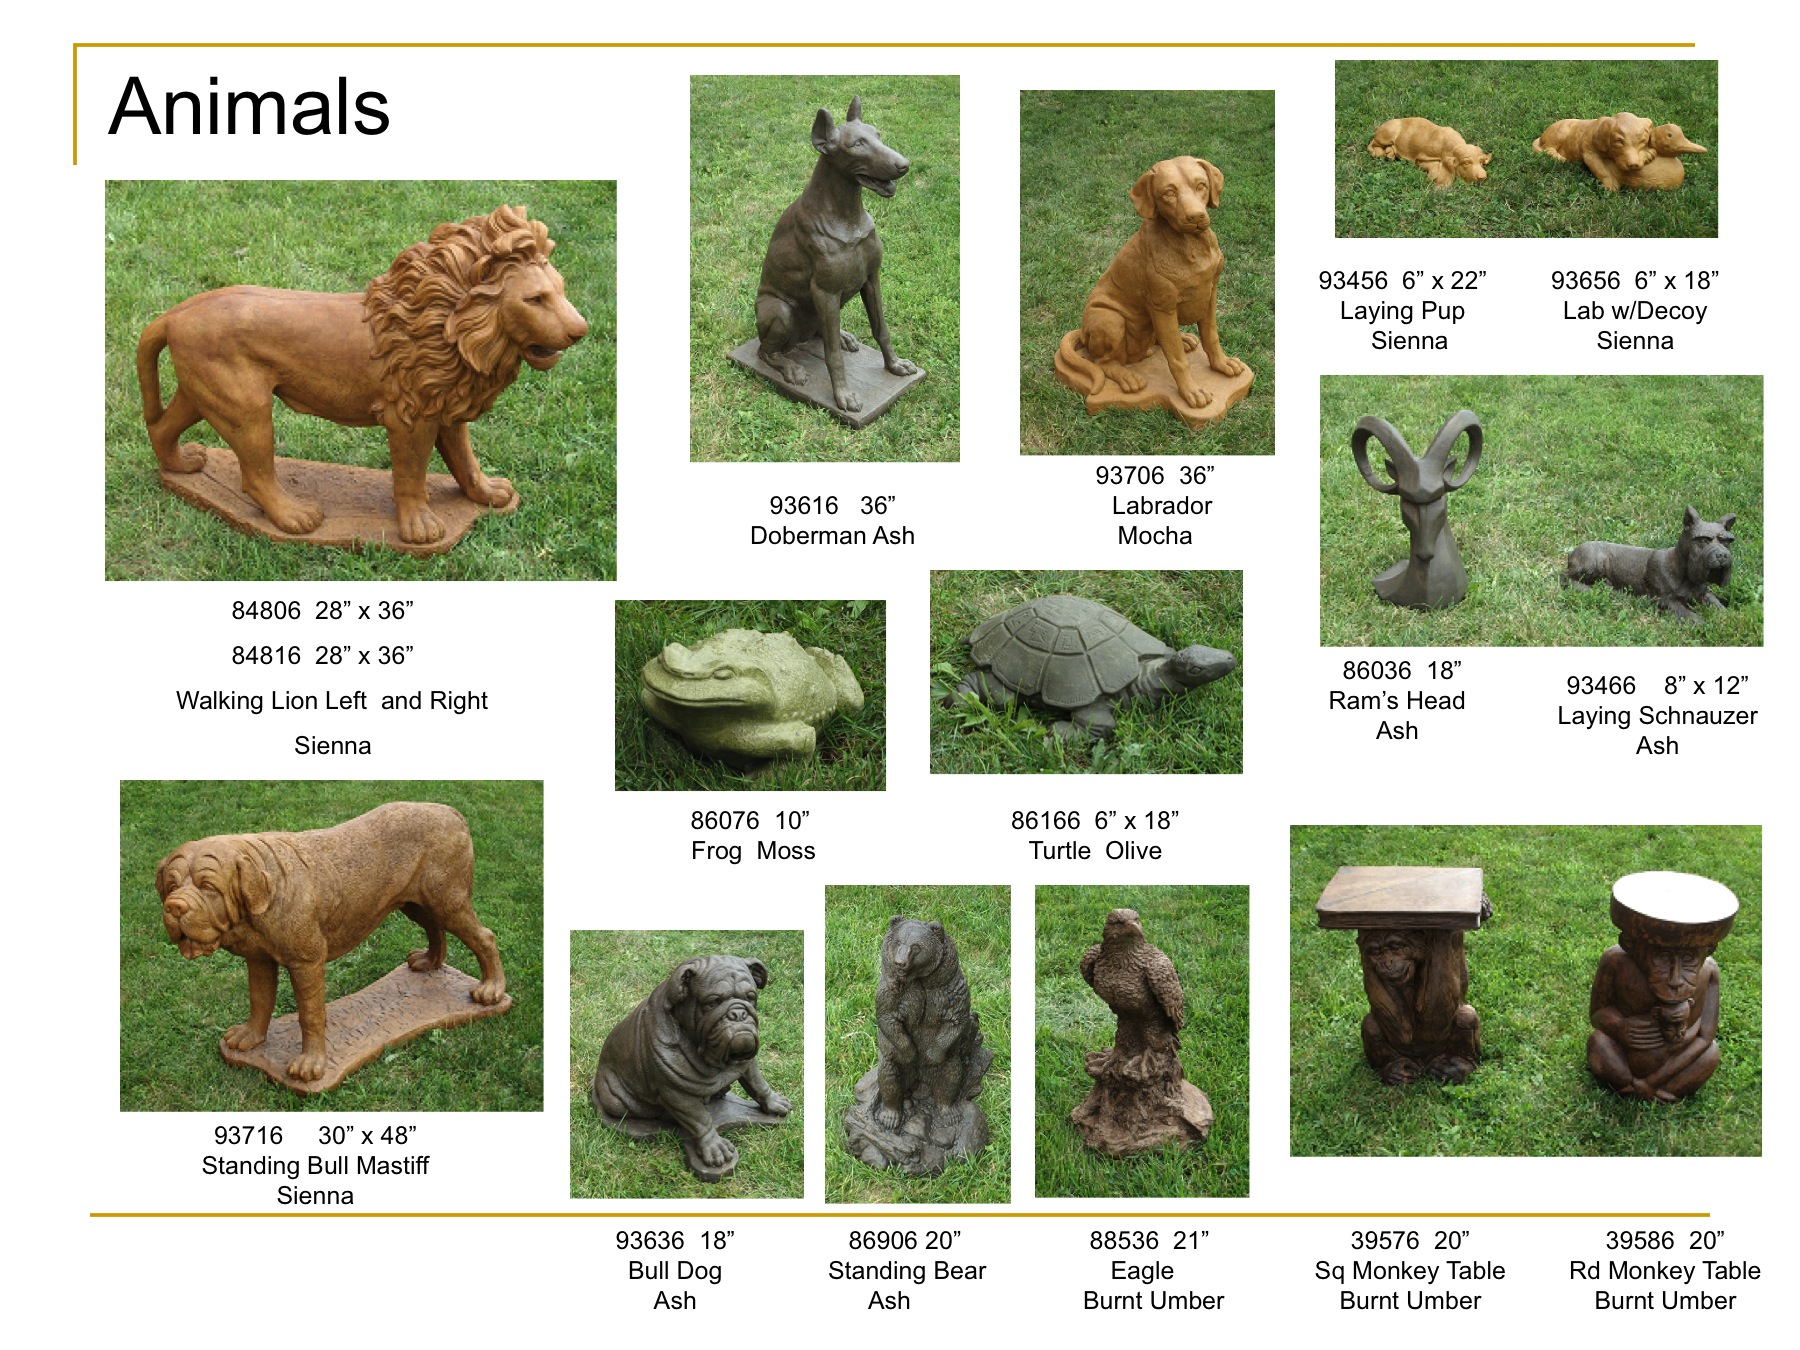 Animals
93456  6” x 22”
Laying Pup
Sienna
93656  6” x 18”
Lab w/Decoy
Sienna
93616   36”
Doberman Ash
93706  36”
Labrador
Mocha
84806  28” x 36”
84816  28” x 36”
Walking Lion Left  and Right
Sienna
86036  18”
Ram’s Head
Ash
93466    8” x 12”
Laying Schnauzer
Ash
86076  10”
Frog  Moss
86166  6” x 18”
Turtle  Olive
93716     30” x 48”
Standing Bull Mastiff
Sienna
93636  18”
Bull Dog
Ash
86906 20”
Standing Bear
Ash
88536  21”
Eagle
Burnt Umber
39576  20”
Sq Monkey Table
Burnt Umber
39586  20”
Rd Monkey Table
Burnt Umber